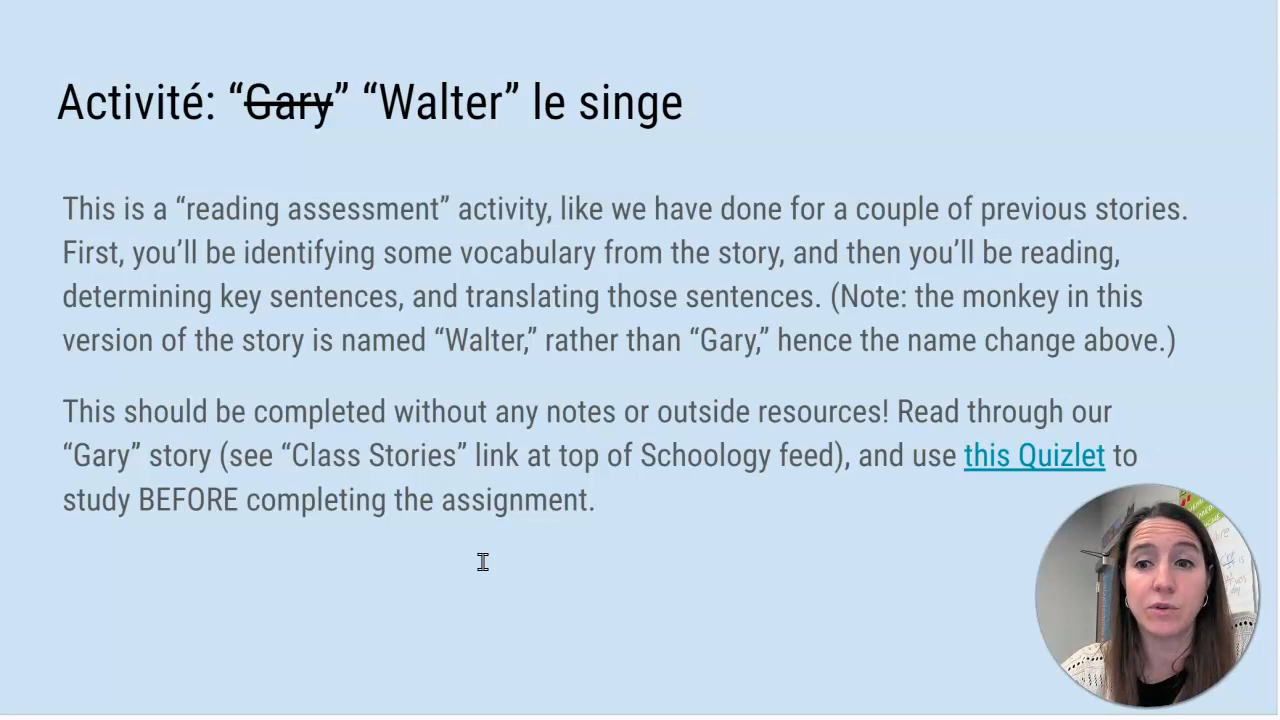 Activité: “Gary” “Walter” le singe
This is a “reading assessment” activity, like we have done for a couple of previous stories.
First, you’ll be identifying some vocabulary from the story, and then you’ll be reading,
determining key sentences, and translating those sentences. (Note: the monkey in this
version of the story is named “Walter,” rather than “Gary,” hence the name change above.)
This should be completed without any notes or outside resources! Read through our
“Gary” story (see “Class Stories” link at top of Schoology feed), and use this Quizlet to
study BEFORE completing the assignment.